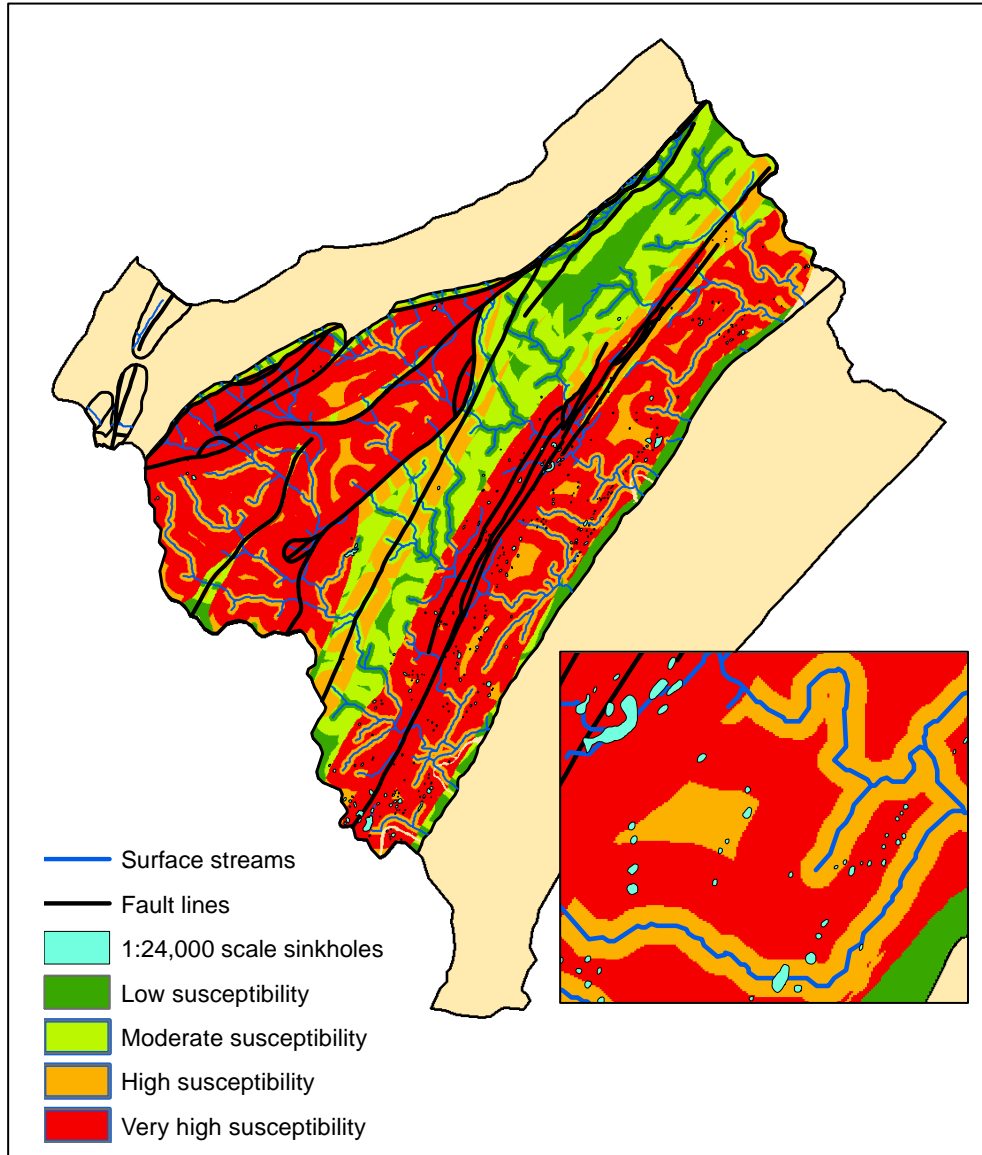 Surface streams
Fault lines
1:24,000 scale sinkholes
Low susceptibility
Moderate susceptibility
High susceptibility
Very high susceptibility